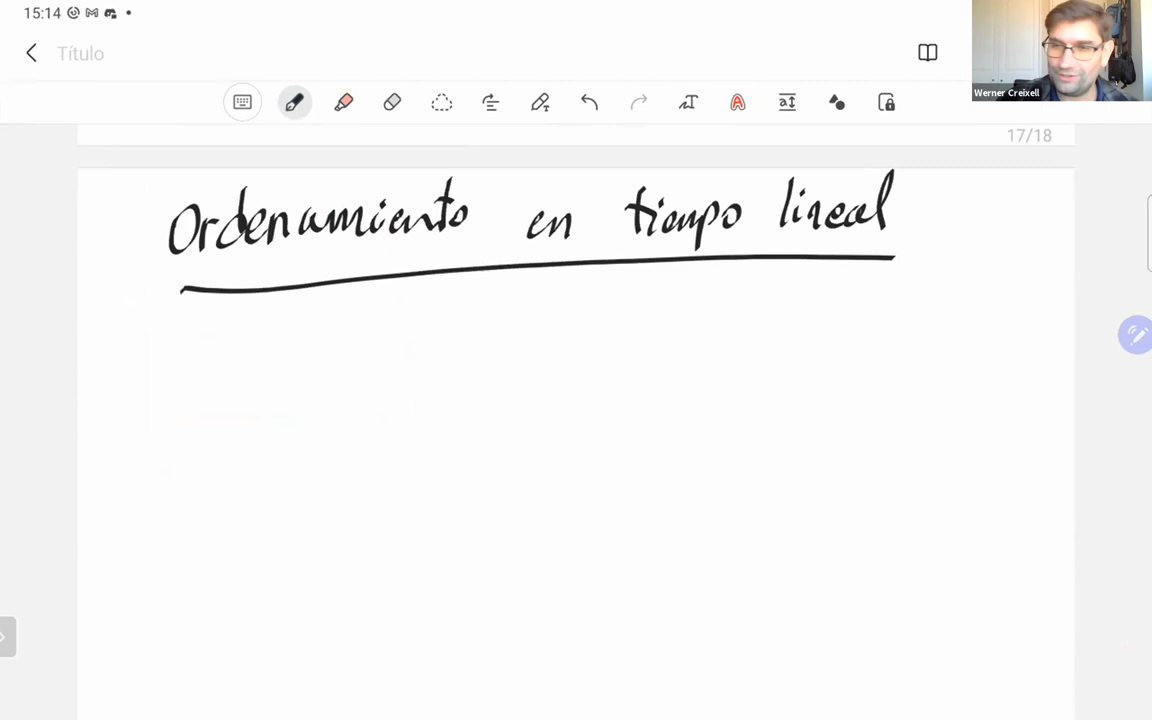 15:14
Título
Werner Creixell
17/18
Ordenamiento en tiempo lineal